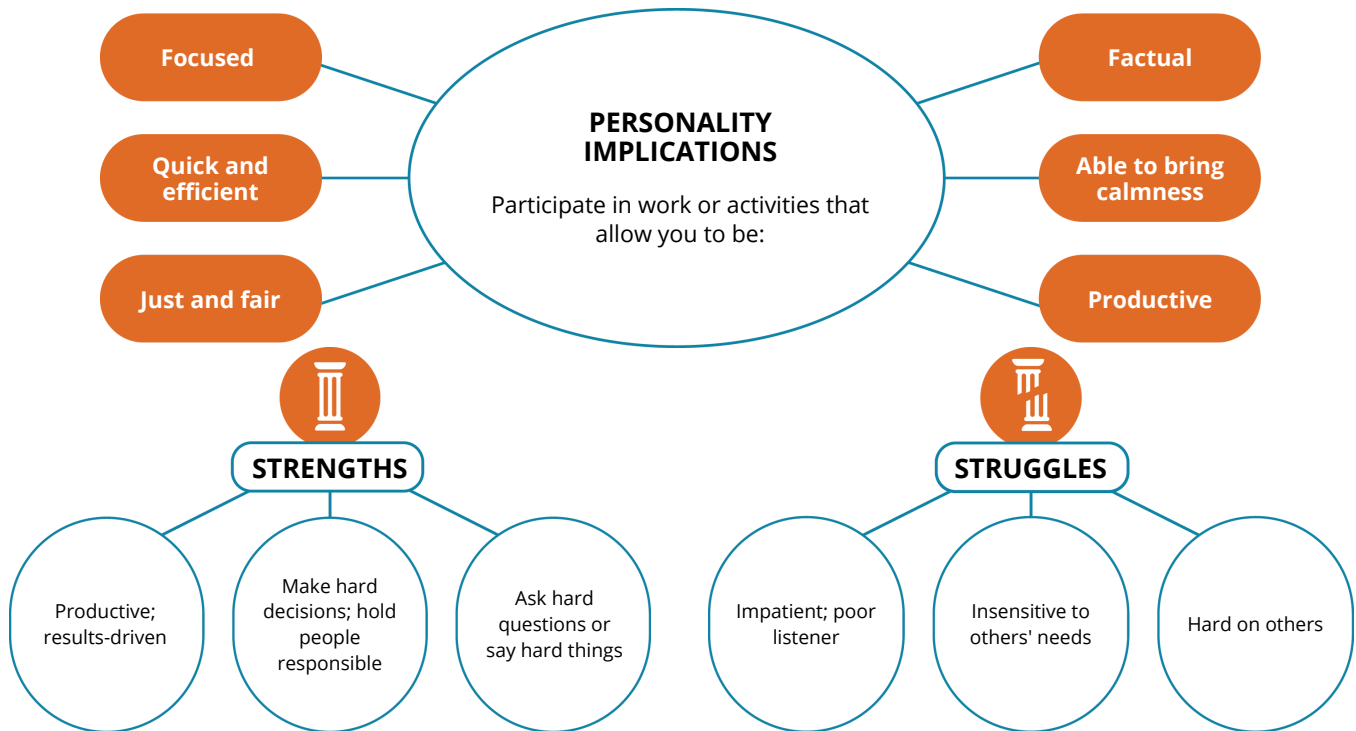 PERSONALITY
IMPLICATIONS
Participate in work or activities that
allow you to be:
Focused
Quick and
efficient
Just and fair
Factual
Able to bring
calmness
Productive
STRENGTHS
Productive;
results-driven
Make hard
decisions; hold
people
responsible
Ask hard
questions or
say hard things
STRUGGLES
Impatient; poor
listener
Insensitive to
others' needs
Hard on others